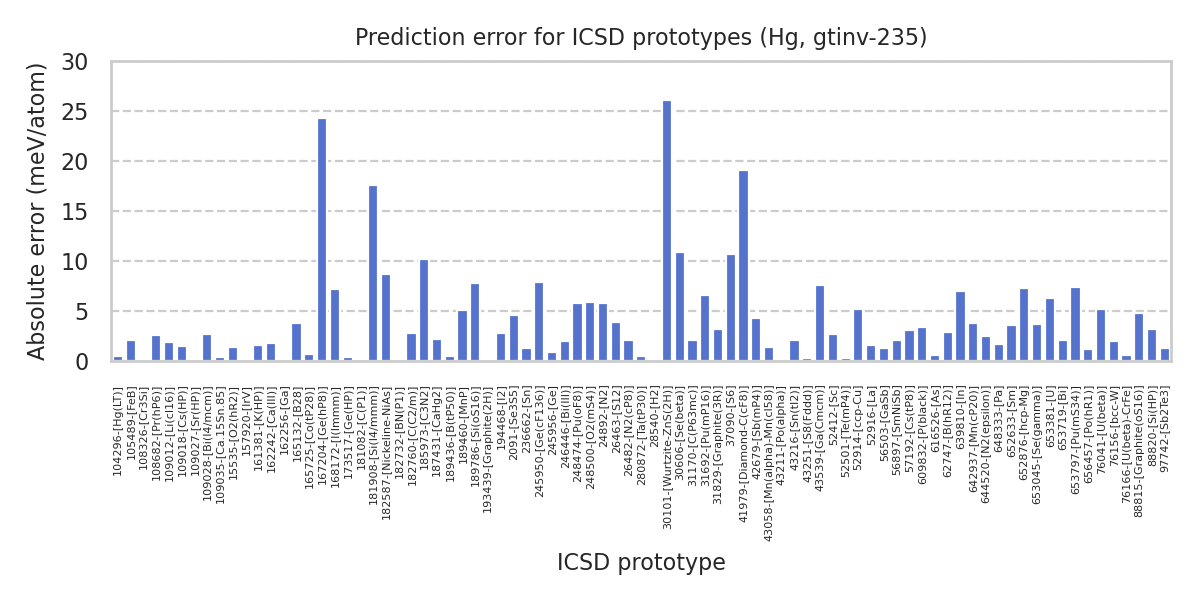 Prediction error for ICSD prototypes (Hg, gtinv-235)
Absolute error (meV/atom)
30
25
20
15
10
5
0
104296-[Hg(LT)]
105489-[FeB]
108326-[Cr3Si]
108682-[Pr(hP6)]
109012-[Li(cI16)]
109018-[Cs(HP)]
109027-[Sr(HP)]
109028-[Bi(I4/mcm)]
109035-[Ca.15Sn.85]
15535-[O2(hR2)]
157920-[IrV]
161381-[K(HP)]
162242-[Ca(III)]
162256-[Ga]
165132-[B28]
165725-[Co(tP28)]
167204-[Ge(hP8)]
168172-[I(Immm)]
173517-[Ge(HP)]
181082-[C(P1)]
181908-[Si(I4/mmm)]
182587-[Nickeline-NiAs]
182732-[BN(P1)]
182760-[C(C2/m)]
185973-[C3N2]
187431-[CaHg2]
189436-[B(tP50)]
189460-[MnP]
189786-[Si(oS16)]
193439-[Graphite(2H)]
194468-[I2]
2091-[Se3S5]
236662-[Sn]
245950-[Ge(cF136)]
245956-[Ge]
246446-[Bi(III)]
248474-[Pu(oF8)]
248500-[O2(mS4)]
24892-[N2]
26463-[S12]
26482-[N2(cP8)]
280872-[Ta(tP30)]
28540-[H2]
30101-[Wurtzite-ZnS(2H)]
30606-[Se(beta)]
31170-[C(P63mc)]
31692-[Pu(mP16)]
31829-[Graphite(3R)]
37090-[S6]
41979-[Diamond-C(cF8)]
42679-[Sb(mP4)]
43058-[Mn(alpha)-Mn(cI58)]
43211-[Po(alpha)]
43216-[Sn(tI2)]
43251-[S8(Fddd)]
43539-[Ga(Cmcm)]
52412-[Sc]
52501-[Te(mP4)]
52914-[ccp-Cu]
52916-[La]
56503-[GaSb]
56897-[SmNiSb]
57192-[Cs(tP8)]
609832-[P(black)]
616526-[As]
62747-[B(hR12)]
639810-[In]
642937-[Mn(cP20)]
644520-[N2(epsilon)]
648333-[Pa]
652633-[Sm]
652876-[hcp-Mg]
653045-[Se(gamma)]
653381-[U]
653719-[Bi]
653797-[Pu(mS34)]
655457-[Po(hR1)]
76041-[U(beta)]
76156-[bcc-W]
76166-[U(beta)-CrFe]
88815-[Graphite(oS16)]
88820-[Si(HP)]
97742-[Sb2Te3]
ICSD prototype